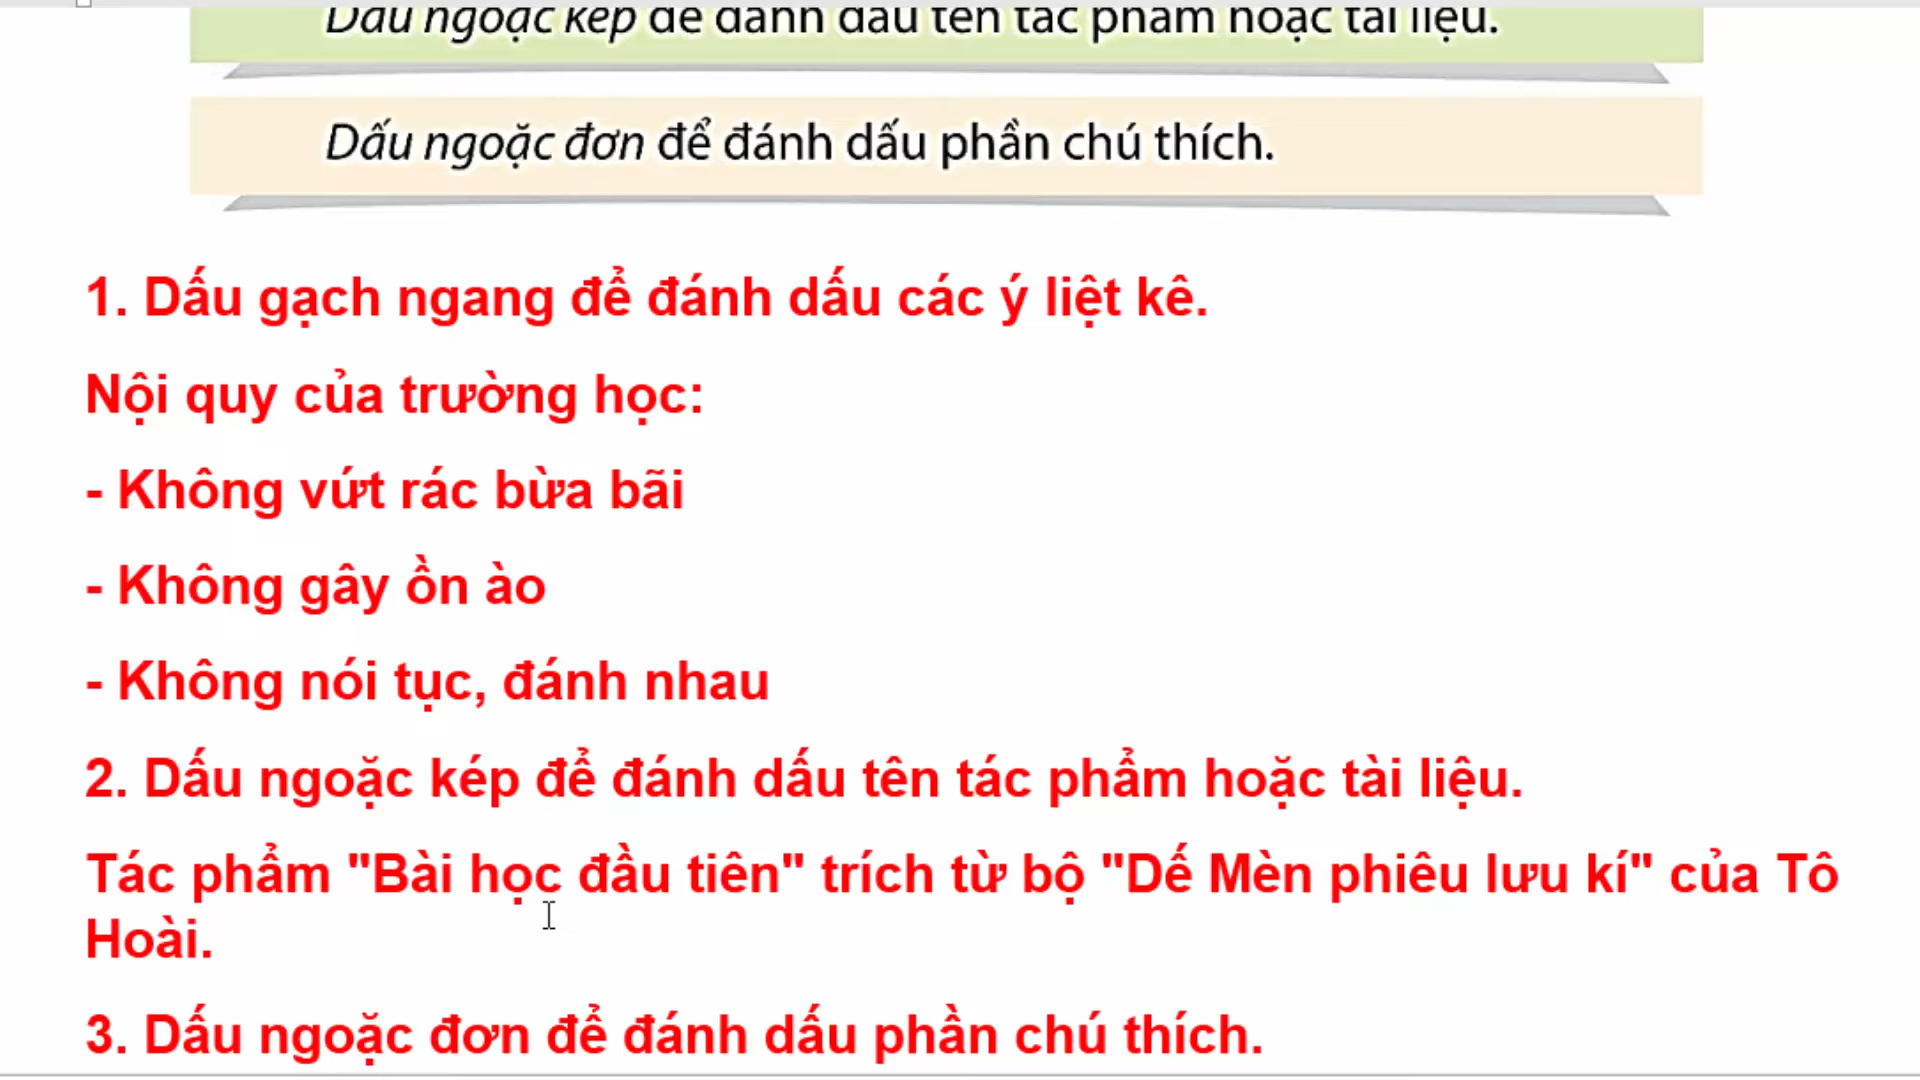 Dấu ngoặc kép để đánh dấu tên tác phẩm hoặc tài liệu.
Dấu ngoặc đơn để đánh dấu phần chú thích.
1. Dấu gạch ngang để đánh dấu các ý liệt kê.
Nội quy của trường học:
- Không vứt rác bừa bãi
- Không gây ồn ào
- Không nói tục, đánh nhau
2. Dấu ngoặc kép để đánh dấu tên tác phẩm hoặc tài liệu.
Tác phẩm "Bài học đầu tiên" trích từ bộ "Dế Mèn phiêu lưu kí" của Tô
Hoài.
3. Dấu ngoặc đơn để đánh dấu phần chú thích.